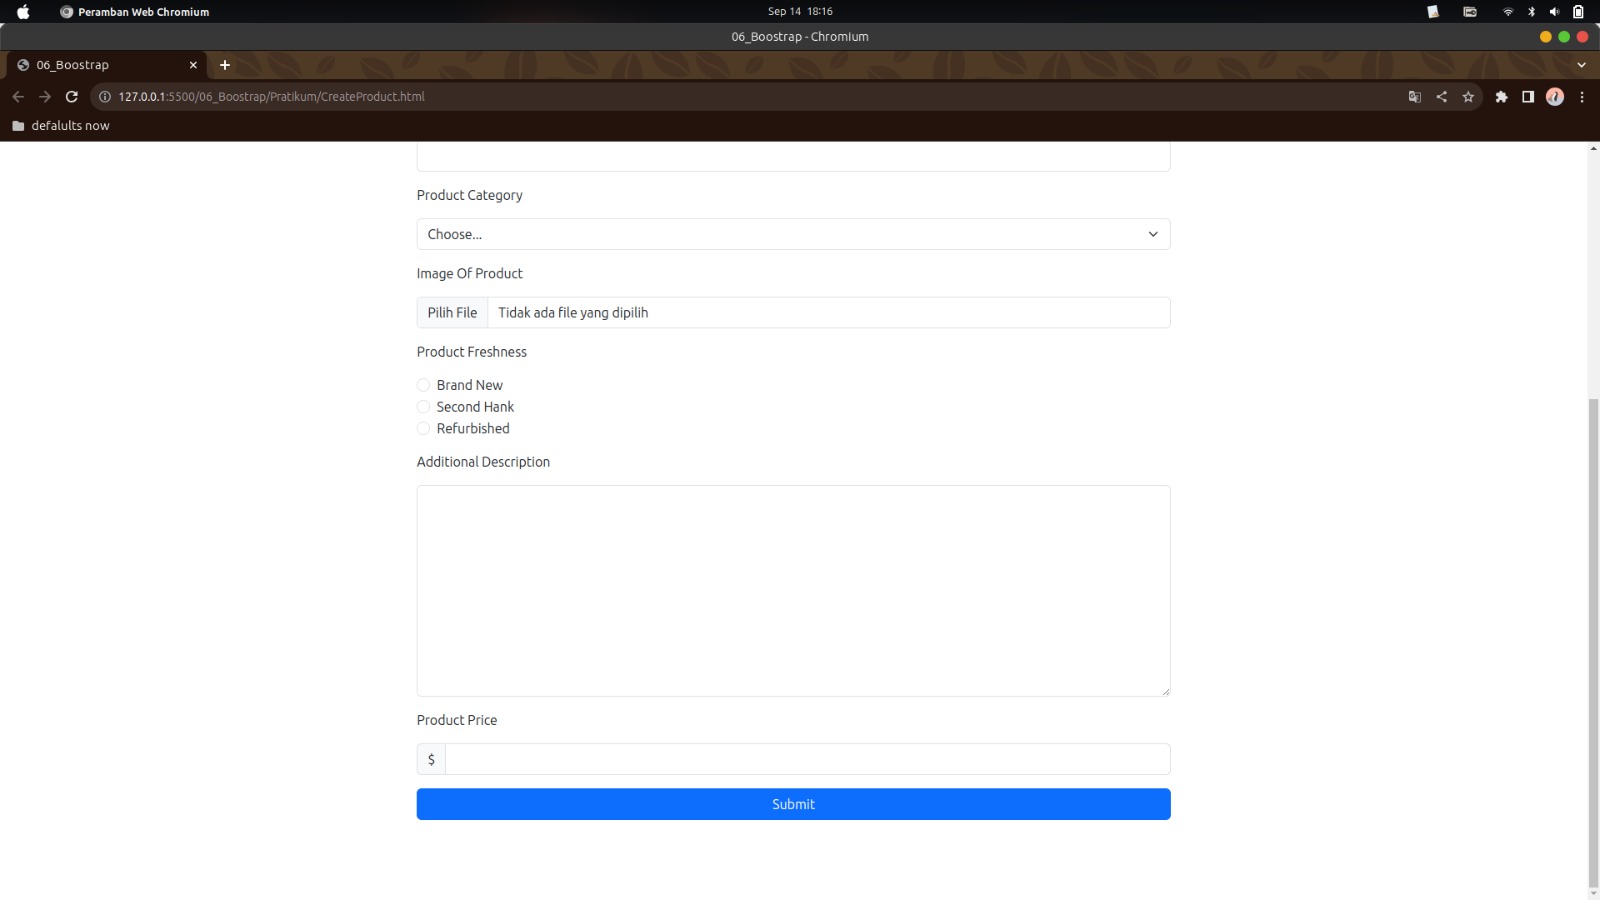 Peramban Web Chromium
Sep 14 18:16
06_Boostrap - Chromium
06_Boostrap
127.0.0.1:5500/06_Boostrap/Pratikum/CreateProduct.html
defalults now
Product Category
Choose...
Image Of Product
Pilih File Tidak ada file yang dipilih
Product Freshness
Brand New
Second Hank
Refurbished
Additional Description
Product Price
$
Submit